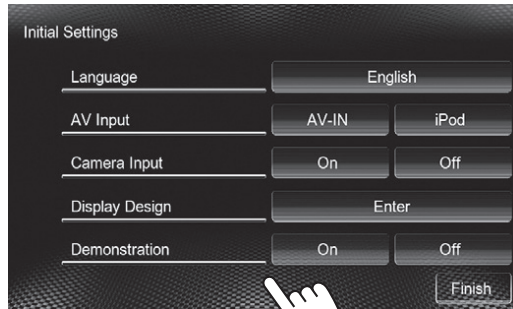 Initial Settings
Language English
AV Input AV-IN iPod
Camera Input On Off
Display Design Enter
Demonstration On Off
Finish